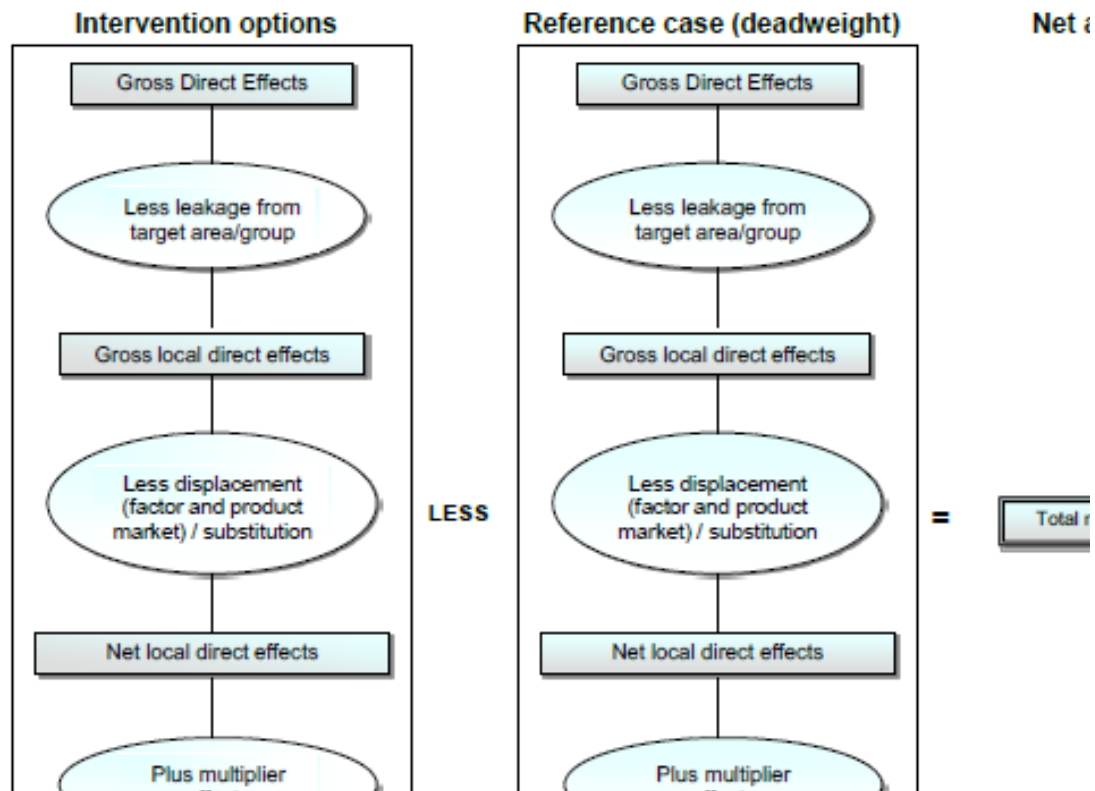 Intervention options
Gross Direct Effects
Less leakage from
target area/group
Gross local direct effects
Less displacement
(factor and product
market) / substitution
Net local direct effects
Plus multiplier
LESS
Reference case (deadweight)
Gross Direct Effects
Less leakage from
target area/group
Gross local direct effects
Less displacement
(factor and product
market) / substitution
Net local direct effects
Plus multiplier
=
Net
Total